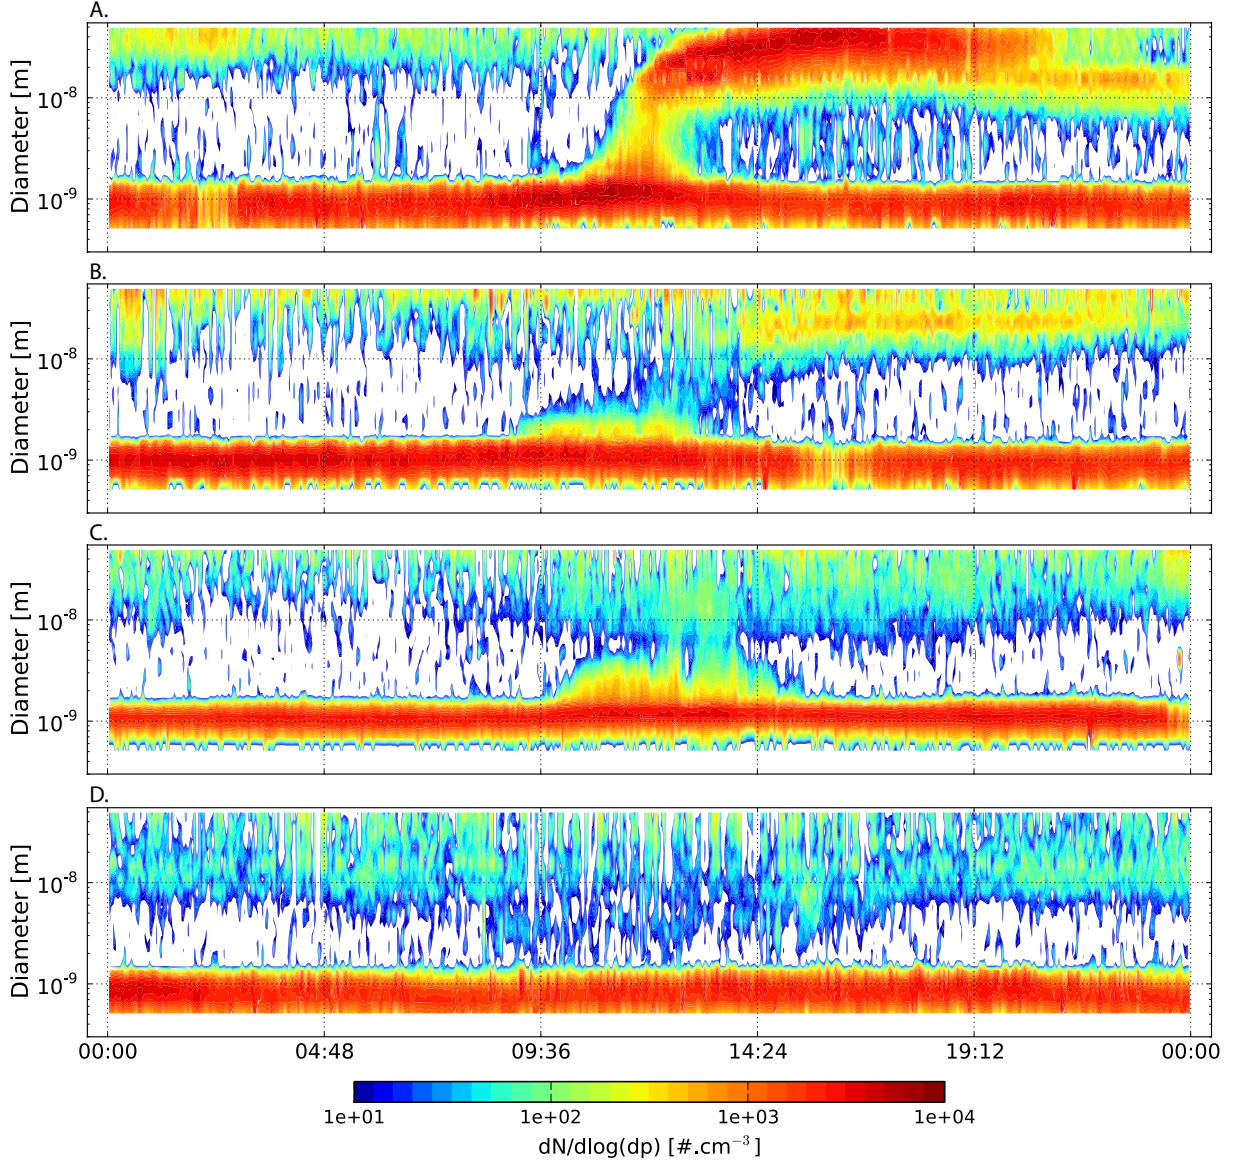 A.
Diameter [m]
10⁻⁸
10⁻⁹
B.
Diameter [m]
10⁻⁸
10⁻⁹
C.
Diameter [m]
10⁻⁸
10⁻⁹
D.
Diameter [m]
10⁻⁸
10⁻⁹
00:00 04:48 09:36 14:24 19:12 00:00
1e+01 1e+02 1e+03 1e+04
dN/dlog(dp) [#.cm⁻³]